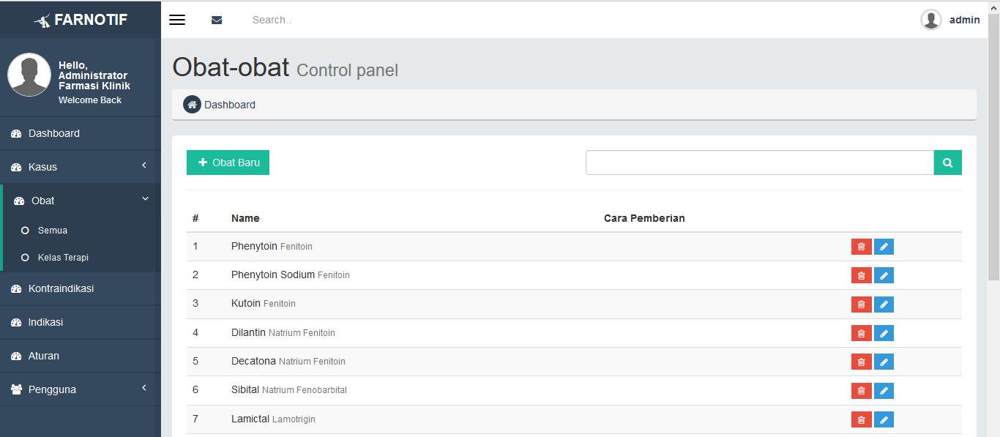 FARNOTIF
Search..
admin
Hello,
Administrator
Farmasi Klinik
Welcome Back
Dashboard
Kasus
Obat
Semua
Kelas Terapi
Kontraindikasi
Indikasi
Aturan
Pengguna
Obat-obat Control panel
Dashboard
Obat Baru
# Name Cara Pemberian
1 Phenytoin Fenitoin
2 Phenytoin Sodium Fenitoin
3 Kutoin Fenitoin
4 Dilantin Natrium Fenitoin
5 Decatona Natrium Fenitoin
6 Sibital Natrium Fenobarbital
7 Lamictal Lamotrigin